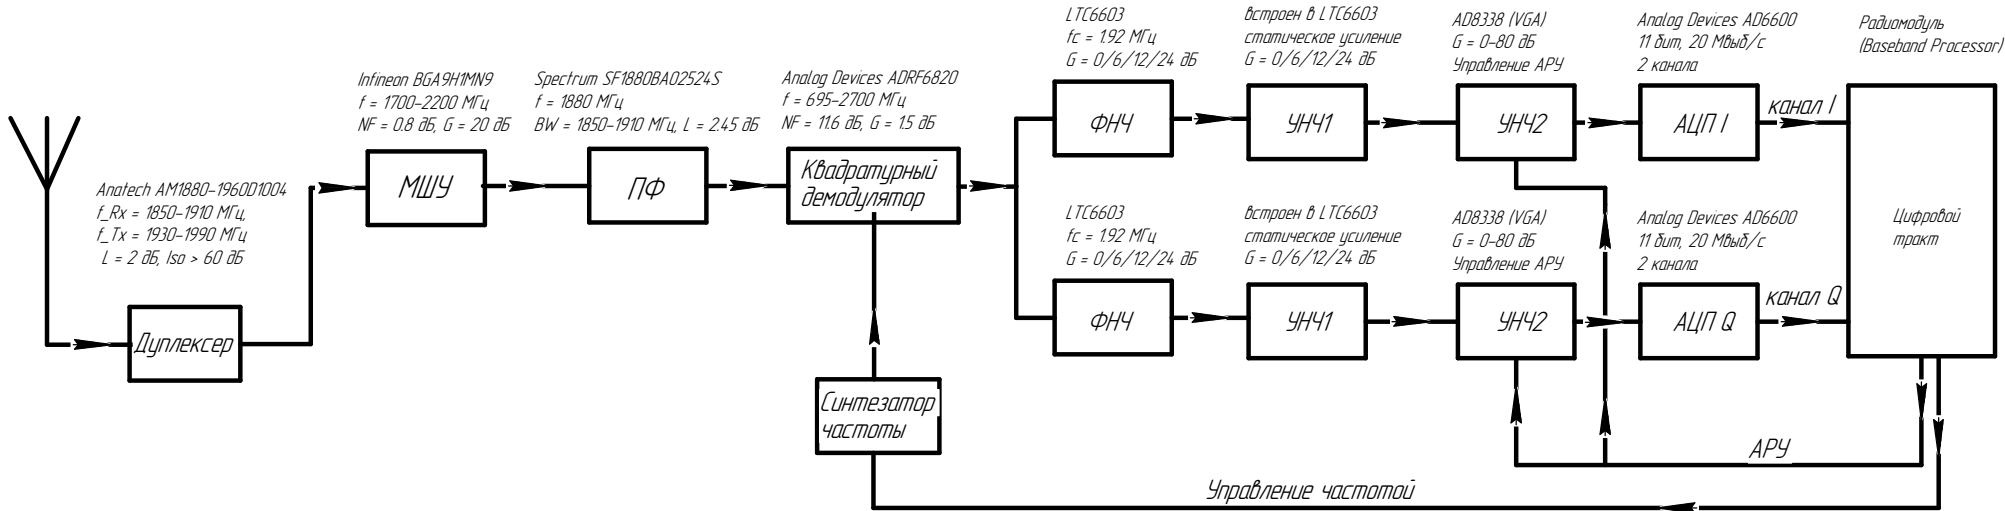 Anatech AM1880-1960D1004
f_Rx = 1850-1910 МГц,
f_Tx = 1930-1990 МГц
L = 2 дБ, Iso > 60 дБ
Дуплексер
Infineon BGA9H1MN9
f = 1700-2200 МГц
NF = 0.8 дБ, G = 20 дБ
МШУ
Spectrum SF1880BA02524S
f = 1880 МГц
BW = 1850-1910 МГц, L = 2.45 дБ
ПФ
Analog Devices ADRF6820
f = 695-2700 МГц
NF = 11.6 дБ, G = 1.5 дБ
Квадратурный
демодулятор
Синтезатор
частоты
LTC6603
fc = 1.92 МГц
G = 0/6/12/24 дБ
ФНЧ
встроен в LTC6603
статическое усиление
G = 0/6/12/24 дБ
УНЧ1
AD8338 (VGA)
G = 0-80 дБ
Управление АРУ
УНЧ2
Analog Devices AD6600
11 бит, 20 Мвыб/с
2 канала
АЦП I
канал I
LTC6603
fc = 1.92 МГц
G = 0/6/12/24 дБ
ФНЧ
встроен в LTC6603
статическое усиление
G = 0/6/12/24 дБ
УНЧ1
AD8338 (VGA)
G = 0-80 дБ
Управление АРУ
УНЧ2
Analog Devices AD6600
11 бит, 20 Мвыб/с
2 канала
АЦП Q
канал Q
Радиомодуль
(Baseband Processor)
Цифровой
тракт
АРУ
Управление частотой